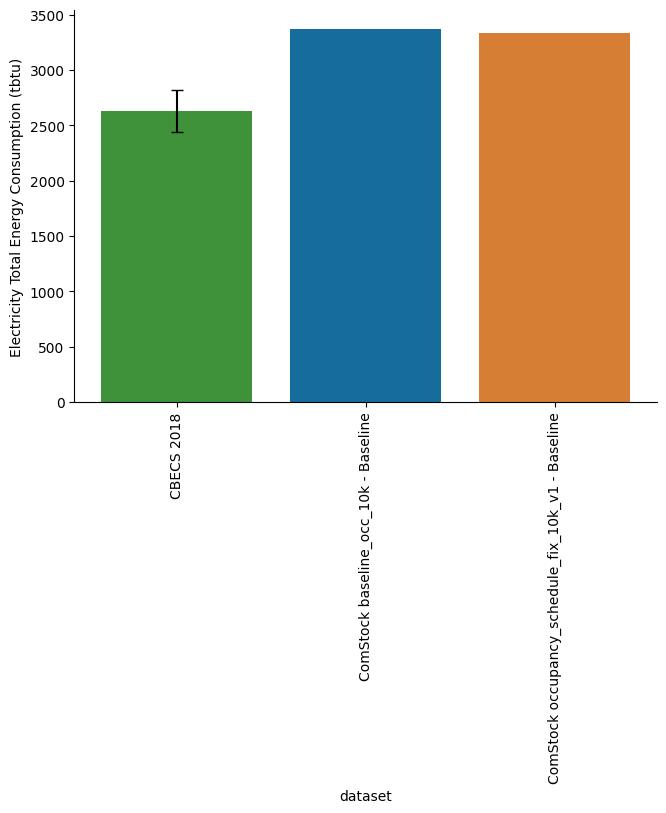 Electricity Total Energy Consumption (tbtu)
3500
3000
2500
2000
1500
1000
500
0
CBECS 2018
ComStock baseline_occ_10k - Baseline
ComStock occupancy_schedule_fix_10k_v1 - Baseline
dataset